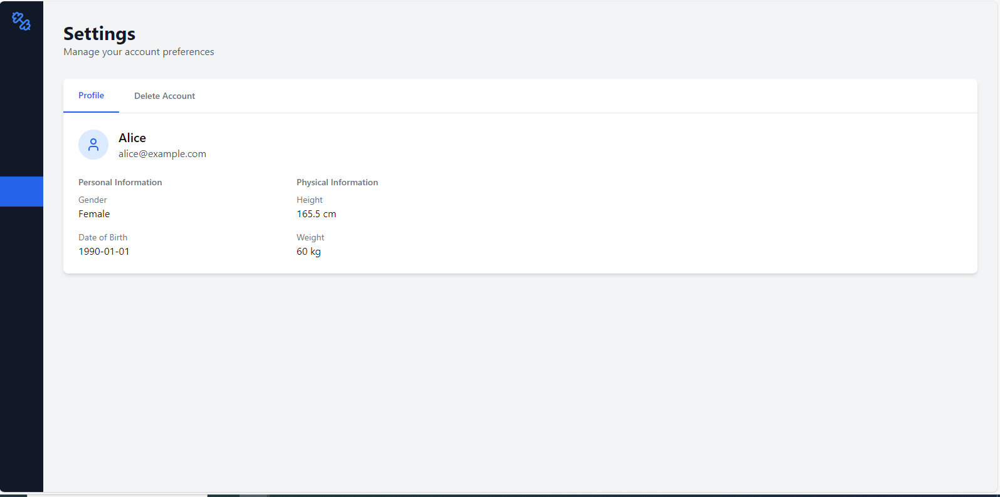 Settings
Manage your account preferences
Profile
Delete Account
Alice
alice@example.com
Personal Information
Gender
Female
Date of Birth
1990-01-01
Physical Information
Height
165.5 cm
Weight
60 kg